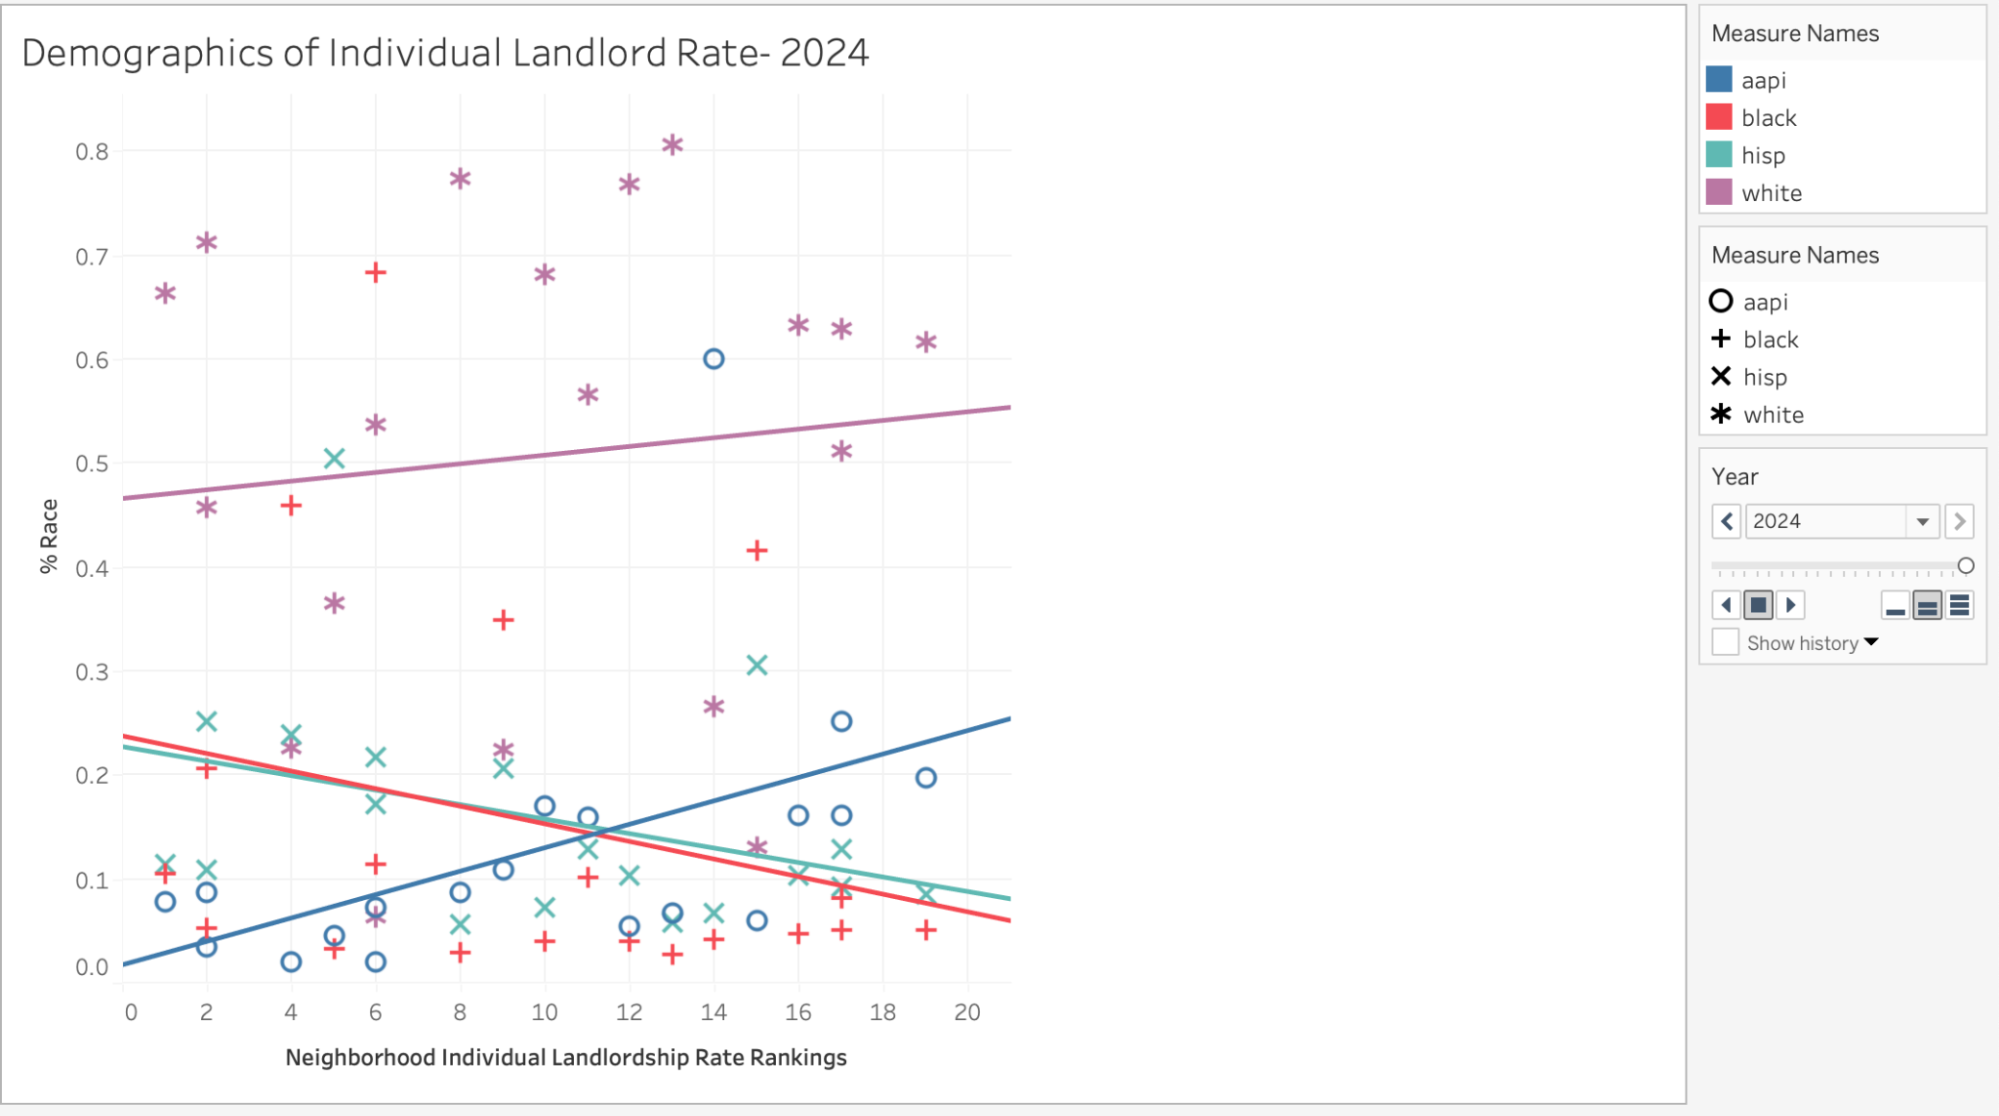 Demographics of Individual Landlord Rate- 2024
0.8
0.7
0.6
0.5
0.4
0.3
0.2
0.1
0.0
% Race
0 2 4 6 8 10 12 14 16 18 20
Neighborhood Individual Landlordship Rate Rankings
Measure Names
aapi
black
hisp
white
Measure Names
aapi
black
hisp
white
Year
2024
Show history